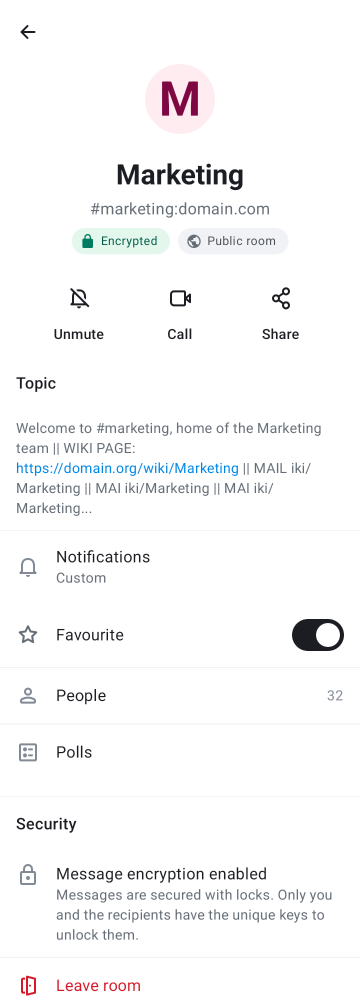 M
Marketing
#marketing:domain.com
Encrypted Public room
Unmute Call Share
Topic
Welcome to #marketing, home of the Marketing
team || WIKI PAGE:
https://domain.org/wiki/Marketing || MAIL iki/
Marketing || MAI iki/Marketing || MAI iki/
Marketing...
Notifications
Custom
Favourite
People 32
Polls
Security
Message encryption enabled
Messages are secured with locks. Only you
and the recipients have the unique keys to
unlock them.
Leave room